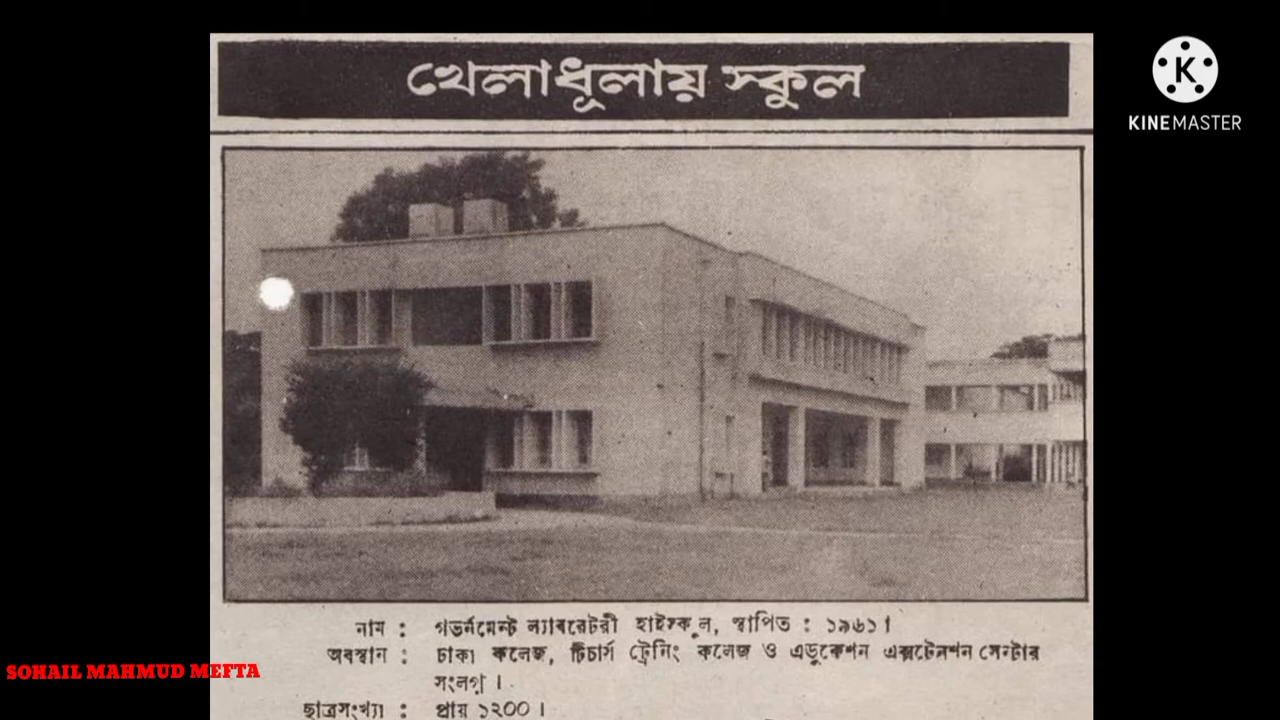 খেলাধূলায় স্কুল
KINEMASTER
নাম : গভর্নমেন্ট ল্যাবরেটরী হাইস্কুল, স্থাপিত : ১৯৬১।
অবস্থান : ঢাকা কলেজ, টিচার্স ট্রেনিং কলেজ ও এডুকেশন এক্সটেনশন সেন্টার
সংলগ্ন।
SOHAIL MAHMUD MEFTA
ছাত্রসংখ্যা : প্রায় ১২০০।